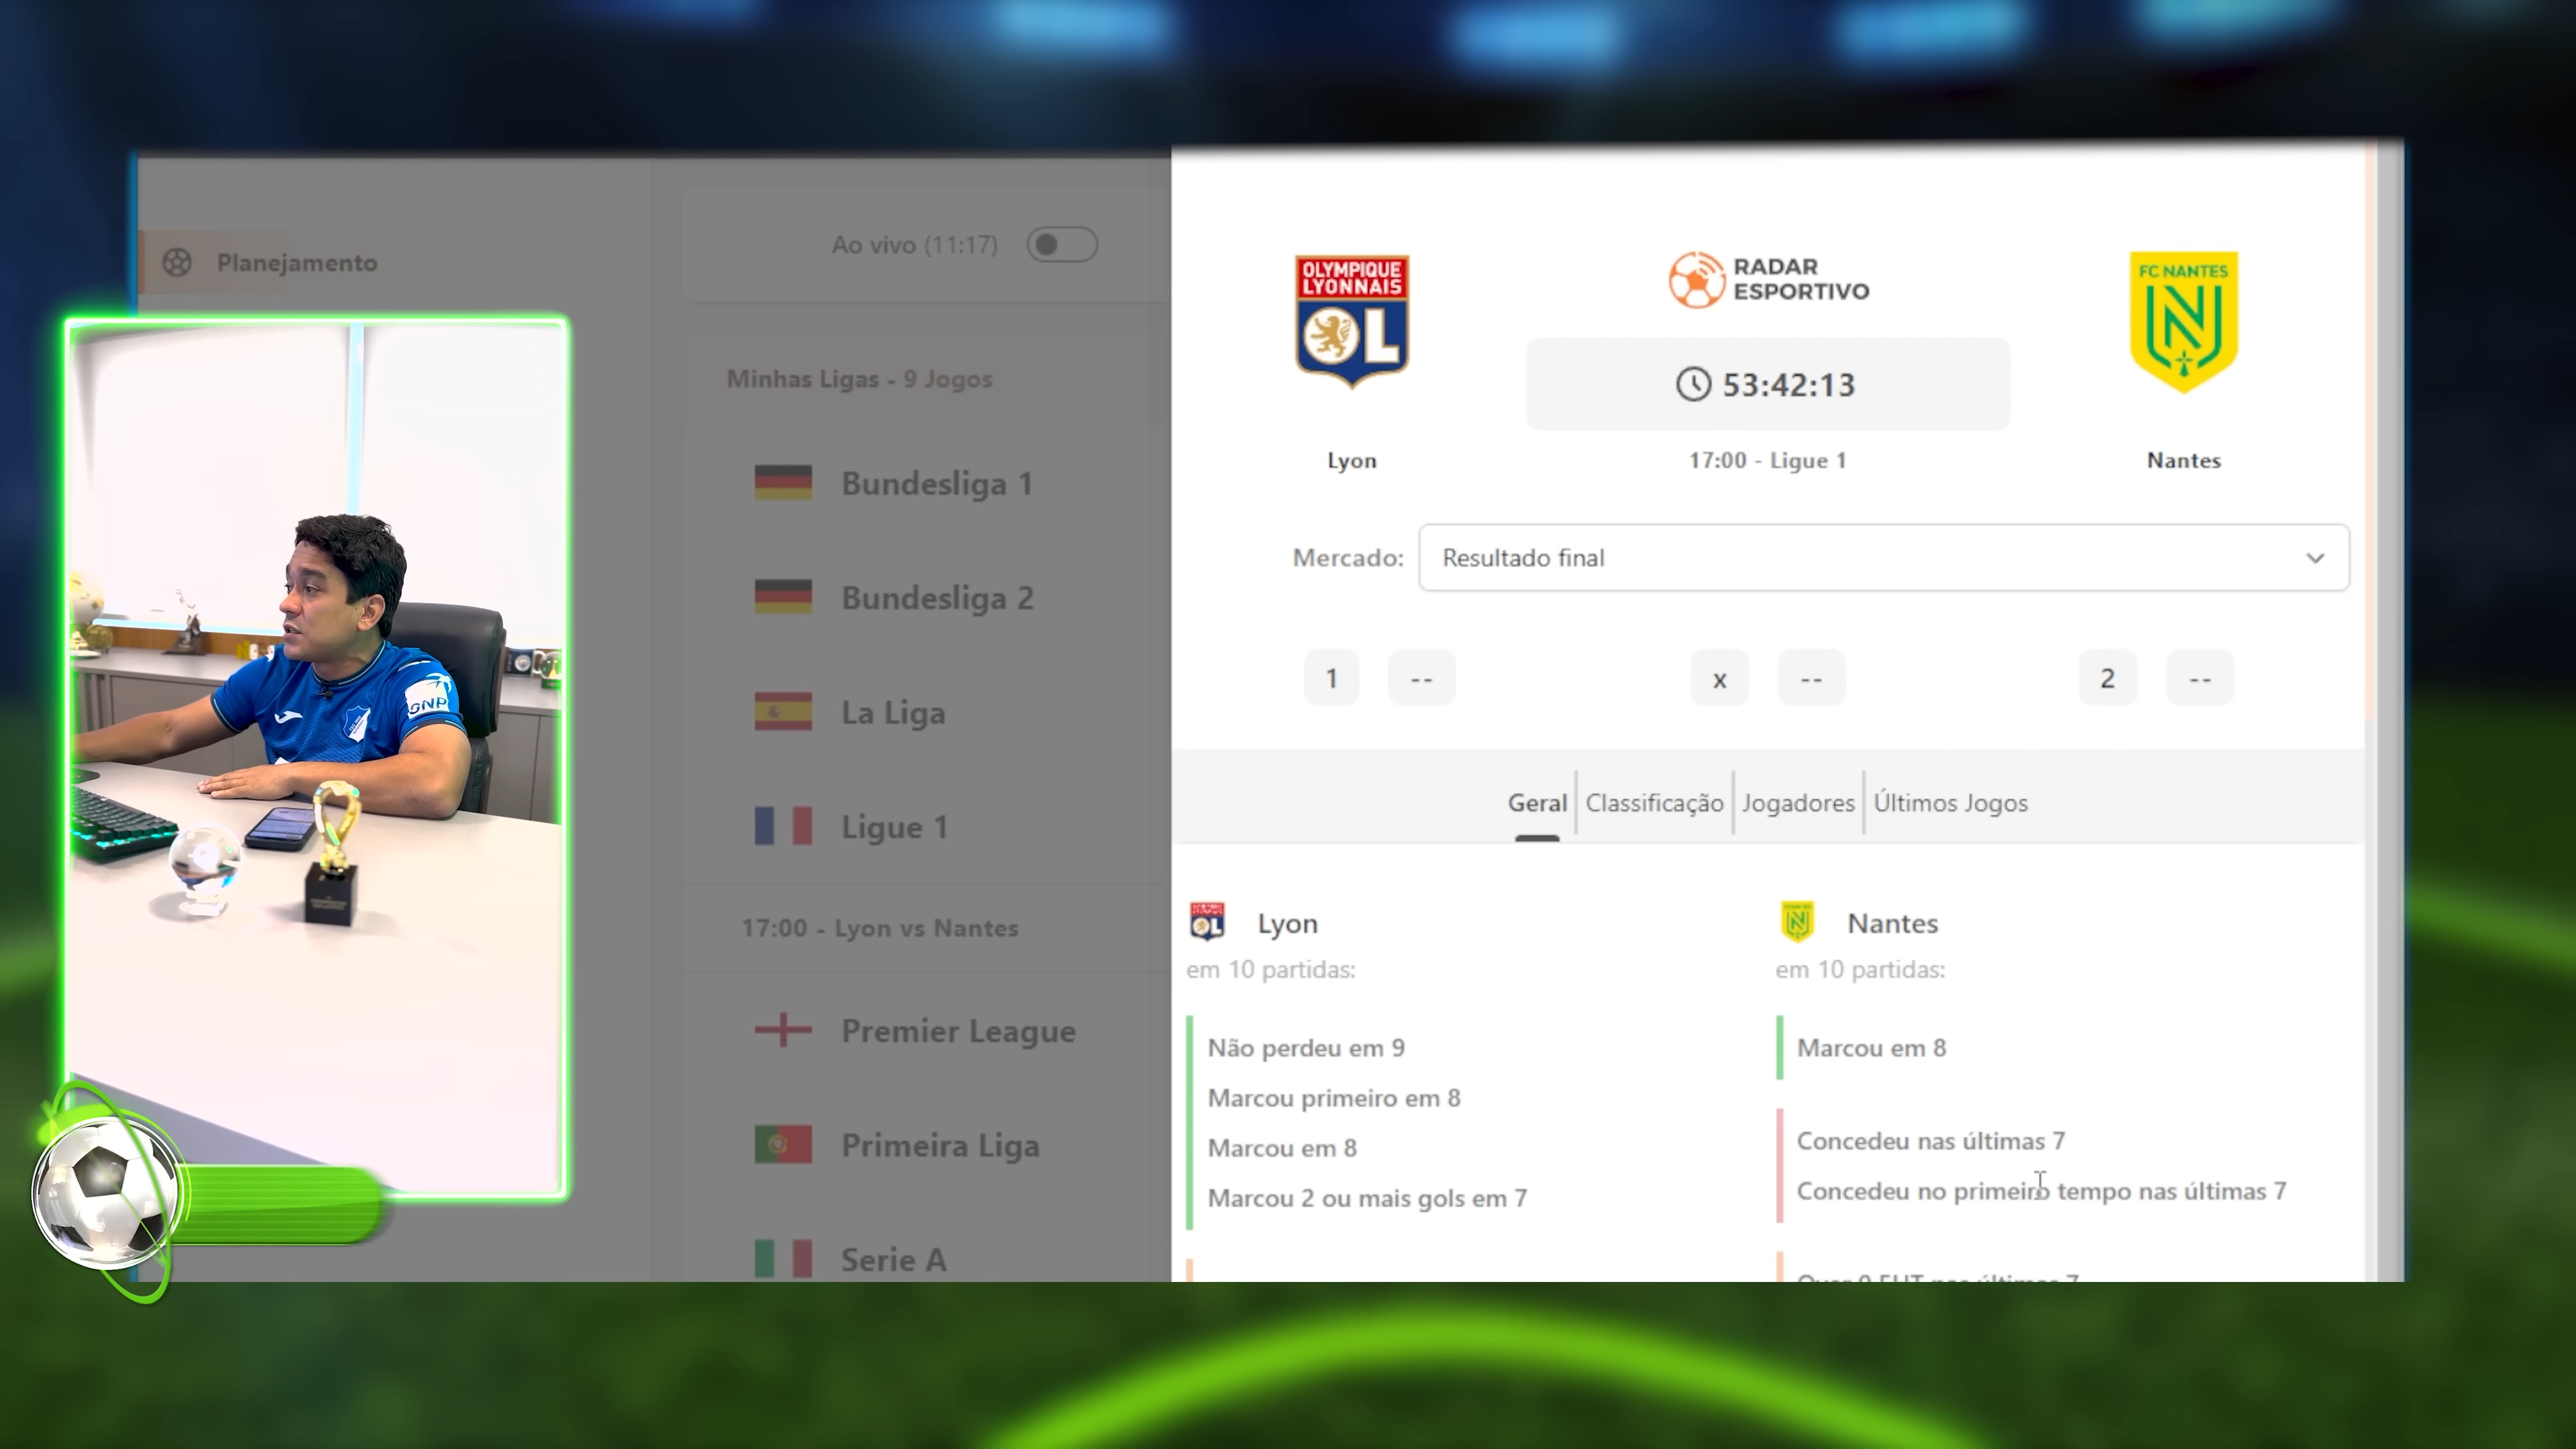 Planejamento
Ao vivo (11:17)
Minhas Ligas - 9 Jogos
Bundesliga 1
Bundesliga 2
La Liga
Ligue 1
17:00 - Lyon vs Nantes
Premier League
Primeira Liga
Serie A
OLYMPIQUE
LYONNAIS
OL
RADAR
ESPORTIVO
FC NANTES
N
53:42:13
Lyon
17:00 - Ligue 1
Nantes
Mercado:
Resultado final
1 -- x -- 2 --
Geral
Classificação
Jogadores
Últimos Jogos
Lyon
em 10 partidas:
Não perdeu em 9
Marcou primeiro em 8
Marcou em 8
Marcou 2 ou mais gols em 7
Nantes
em 10 partidas:
Marcou em 8
Concedeu nas últimas 7
Concedeu no primeiro tempo nas últimas 7
SNP